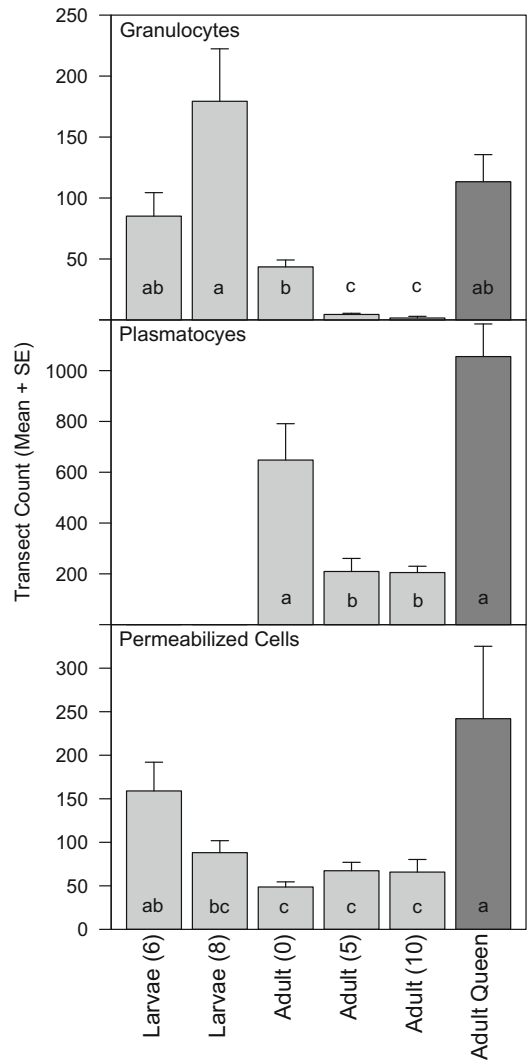 Transect Count (Mean + SE)
Granulocytes
250
200
150
100
50
ab
a
b
c
c
ab
Plasmatocyes
1000
800
600
400
200
a
b
b
a
Permeabilized Cells
300
250
200
150
100
50
0
ab
bc
c
c
c
a
Larvae (6)
Larvae (8)
Adult (0)
Adult (5)
Adult (10)
Adult Queen